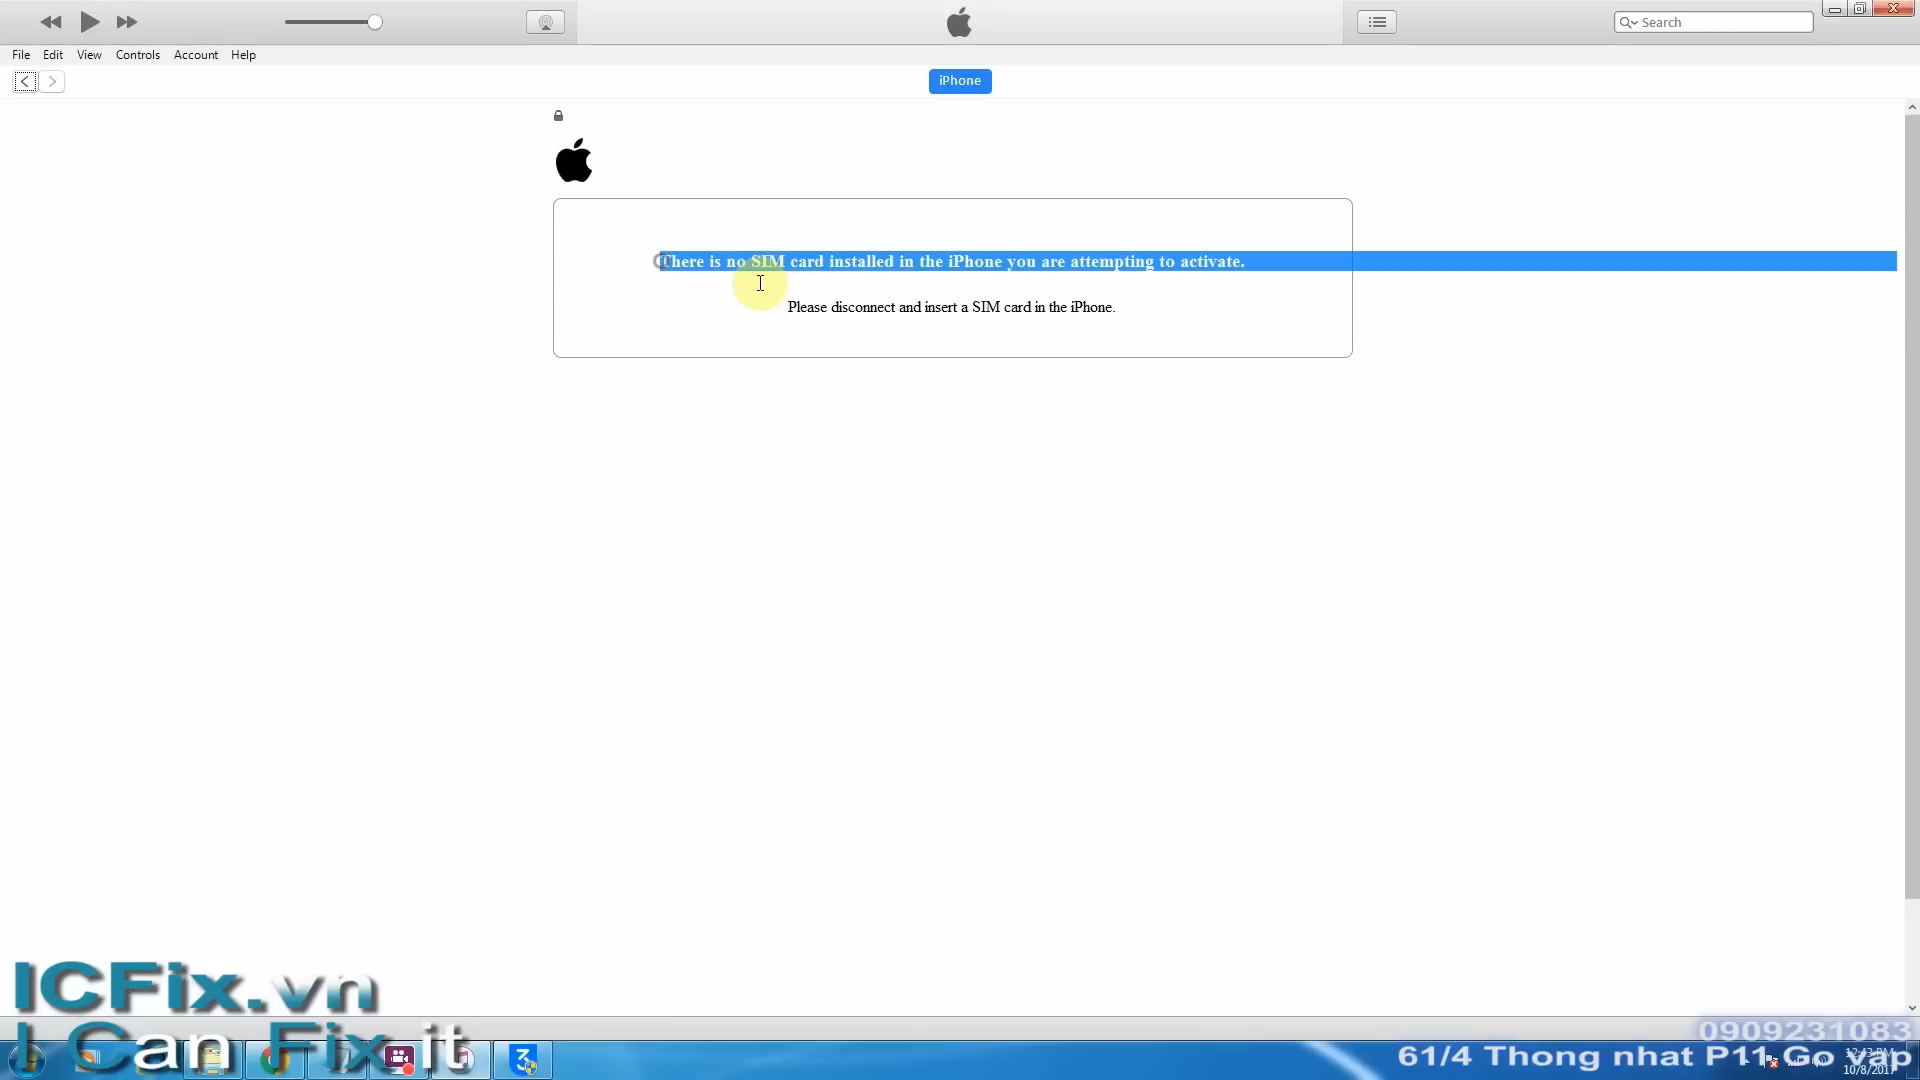 Search
File Edit View Controls Account Help
iPhone
There is no SIM card installed in the iPhone you are attempting to activate.
Please disconnect and insert a SIM card in the iPhone.
ICFix.vn
I Can Fix it
0909231083
61/4 Thong nhat P11 Go vap